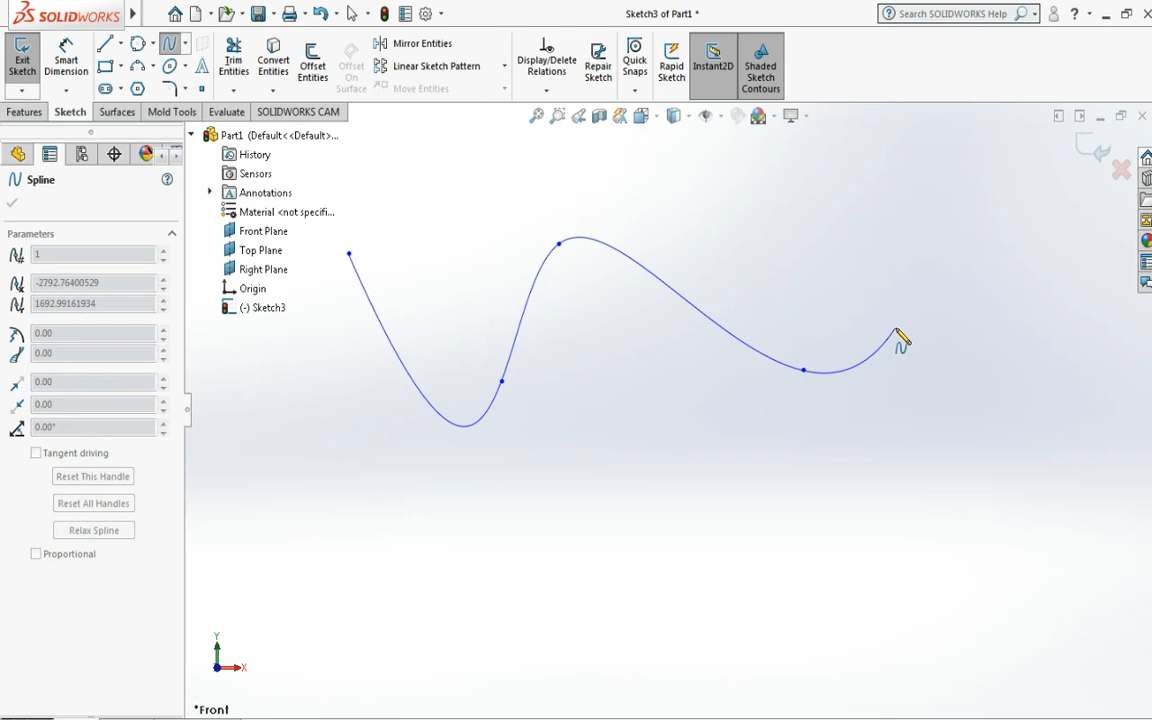 SOLIDWORKS
Sketch3 of Part1 *
Search SOLIDWORKS Help
Exit Sketch
Smart Dimension
Trim Entities
Convert Entities
Offset Entities
Offset On Surface
Mirror Entities
Linear Sketch Pattern
Move Entities
Display/Delete Relations
Repair Sketch
Quick Snaps
Rapid Sketch
Instant2D
Shaded Sketch Contours
Features
Sketch
Surfaces
Mold Tools
Evaluate
SOLIDWORKS CAM
Part1 (Default<<Default>...
History
Sensors
Annotations
Material <not specifi...
Front Plane
Top Plane
Right Plane
Origin
(-) Sketch3
Spline
Parameters
1
-2792.76400529
1692.99161934
0.00
0.00
0.00
0.00
0.00°
Tangent driving
Reset This Handle
Reset All Handles
Relax Spline
Proportional
Y
X
*Front